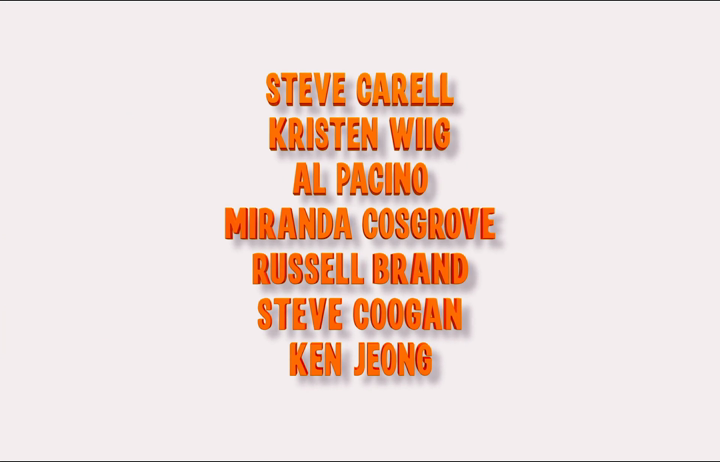 STEVE CARELL
KRISTEN WIIG
AL PACINO
MIRANDA COSGROVE
RUSSELL BRAND
STEVE COOGAN
KEN JEONG